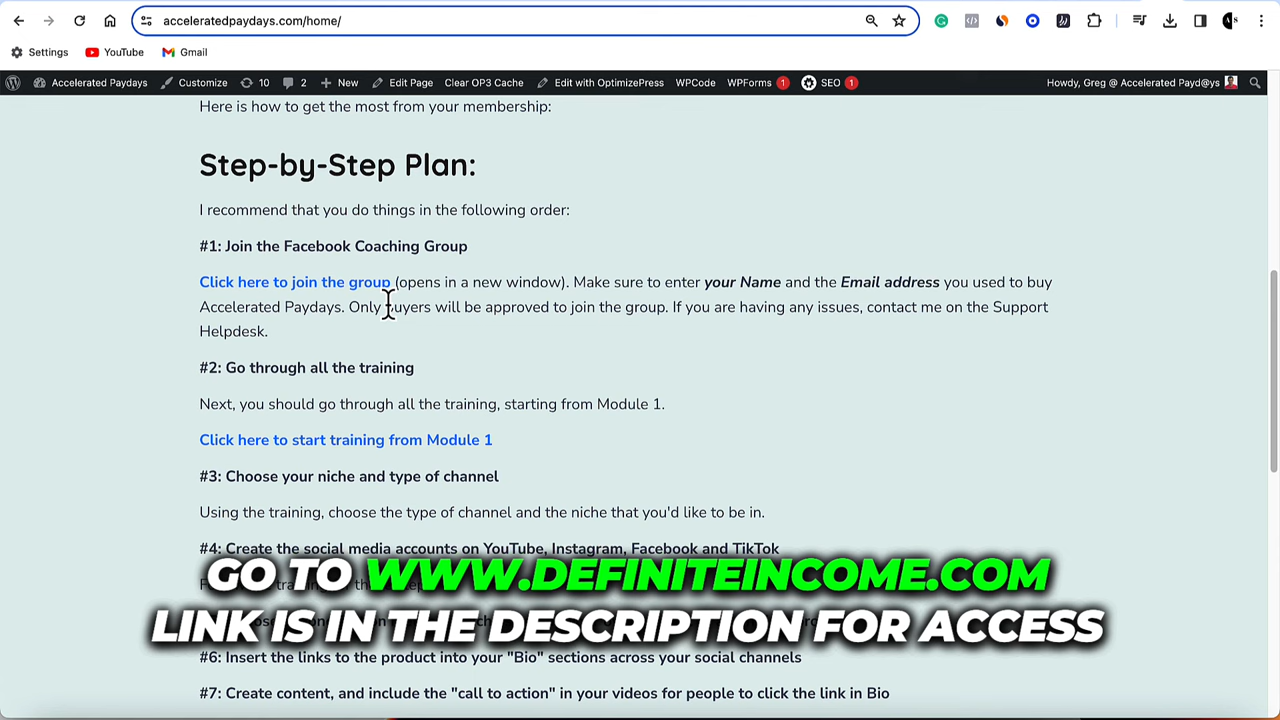 acceleratedpaydays.com/home/
Settings YouTube Gmail
Accelerated Paydays Customize 10 2 New Edit Page Clear OP3 Cache Edit with OptimizePress WPCode WPForms 1 SEO 1 Howdy, Greg @ Accelerated Payd@ys
Here is how to get the most from your membership:
Step-by-Step Plan:
I recommend that you do things in the following order:
#1: Join the Facebook Coaching Group
Click here to join the group (opens in a new window). Make sure to enter your Name and the Email address you used to buy
Accelerated Paydays. Only buyers will be approved to join the group. If you are having any issues, contact me on the Support
Helpdesk.
#2: Go through all the training
Next, you should go through all the training, starting from Module 1.
Click here to start training from Module 1
#3: Choose your niche and type of channel
Using the training, choose the type of channel and the niche that you'd like to be in.
#4: Create the social media accounts on YouTube, Instagram, Facebook and TikTok
GO TO WWW.DEFINITEINCOME.COM
LINK IS IN THE DESCRIPTION FOR ACCESS
#6: Insert the links to the product into your "Bio" sections across your social channels
#7: Create content, and include the "call to action" in your videos for people to click the link in Bio